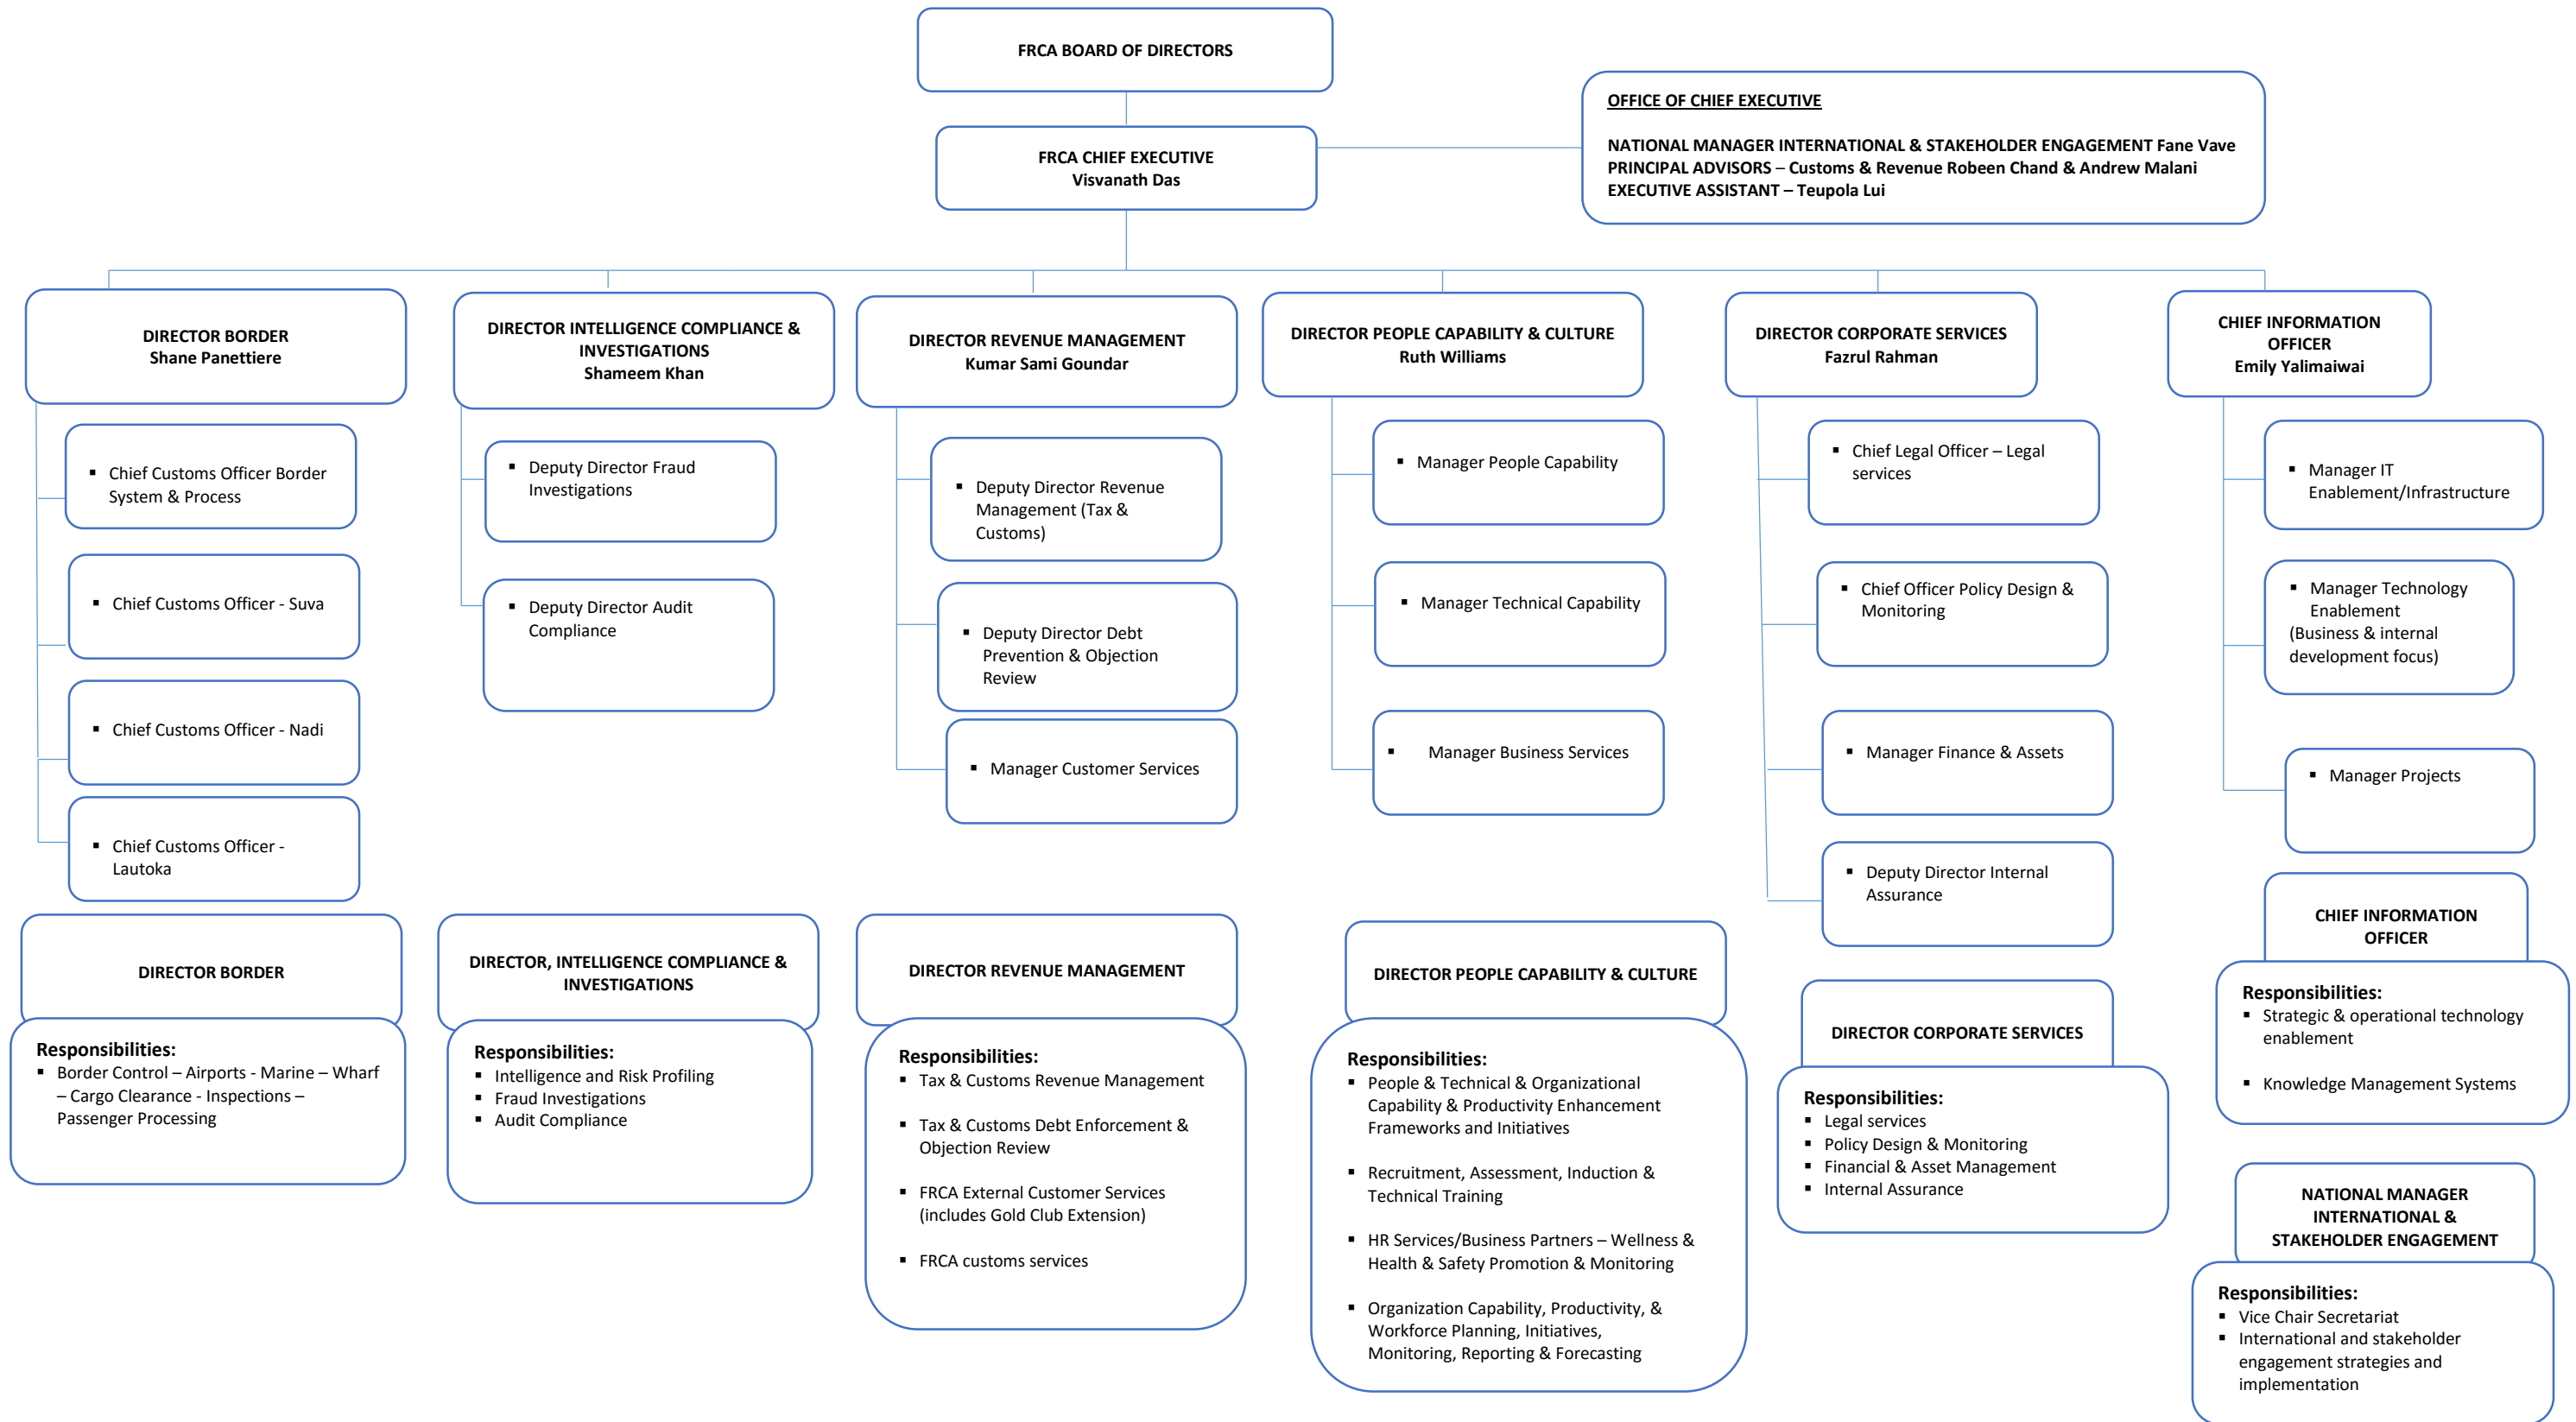 FRCA BOARD OF DIRECTORS
FRCA CHIEF EXECUTIVE
Visvanath Das
OFFICE OF CHIEF EXECUTIVE
NATIONAL MANAGER INTERNATIONAL & STAKEHOLDER ENGAGEMENT Fane Vave
PRINCIPAL ADVISORS – Customs & Revenue Robeen Chand & Andrew Malani
EXECUTIVE ASSISTANT – Teupola Lui
DIRECTOR BORDER
Shane Panettiere
▪ Chief Customs Officer Border
System & Process
▪ Chief Customs Officer - Suva
▪ Chief Customs Officer - Nadi
▪ Chief Customs Officer -
Lautoka
DIRECTOR INTELLIGENCE COMPLIANCE &
INVESTIGATIONS
Shameem Khan
▪ Deputy Director Fraud
Investigations
▪ Deputy Director Audit
Compliance
DIRECTOR REVENUE MANAGEMENT
Kumar Sami Goundar
▪ Deputy Director Revenue
Management (Tax &
Customs)
▪ Deputy Director Debt
Prevention & Objection
Review
▪ Manager Customer Services
DIRECTOR PEOPLE CAPABILITY & CULTURE
Ruth Williams
▪ Manager People Capability
▪ Manager Technical Capability
▪ Manager Business Services
DIRECTOR CORPORATE SERVICES
Fazrul Rahman
▪ Chief Legal Officer – Legal
services
▪ Chief Officer Policy Design &
Monitoring
▪ Manager Finance & Assets
▪ Deputy Director Internal
Assurance
CHIEF INFORMATION
OFFICER
Emily Yalimaiwai
▪ Manager IT
Enablement/Infrastructure
▪ Manager Technology
Enablement
(Business & internal
development focus)
▪ Manager Projects
DIRECTOR BORDER
Responsibilities:
▪ Border Control – Airports - Marine – Wharf
– Cargo Clearance - Inspections –
Passenger Processing
DIRECTOR, INTELLIGENCE COMPLIANCE &
INVESTIGATIONS
Responsibilities:
▪ Intelligence and Risk Profiling
▪ Fraud Investigations
▪ Audit Compliance
DIRECTOR REVENUE MANAGEMENT
Responsibilities:
▪ Tax & Customs Revenue Management
▪ Tax & Customs Debt Enforcement &
Objection Review
▪ FRCA External Customer Services
(includes Gold Club Extension)
▪ FRCA customs services
DIRECTOR PEOPLE CAPABILITY & CULTURE
Responsibilities:
▪ People & Technical & Organizational
Capability & Productivity Enhancement
Frameworks and Initiatives
▪ Recruitment, Assessment, Induction &
Technical Training
▪ HR Services/Business Partners – Wellness &
Health & Safety Promotion & Monitoring
▪ Organization Capability, Productivity, &
Workforce Planning, Initiatives,
Monitoring, Reporting & Forecasting
DIRECTOR CORPORATE SERVICES
Responsibilities:
▪ Legal services
▪ Policy Design & Monitoring
▪ Financial & Asset Management
▪ Internal Assurance
CHIEF INFORMATION
OFFICER
Responsibilities:
▪ Strategic & operational technology
enablement
▪ Knowledge Management Systems
NATIONAL MANAGER
INTERNATIONAL &
STAKEHOLDER ENGAGEMENT
Responsibilities:
▪ Vice Chair Secretariat
▪ International and stakeholder
engagement strategies and
implementation